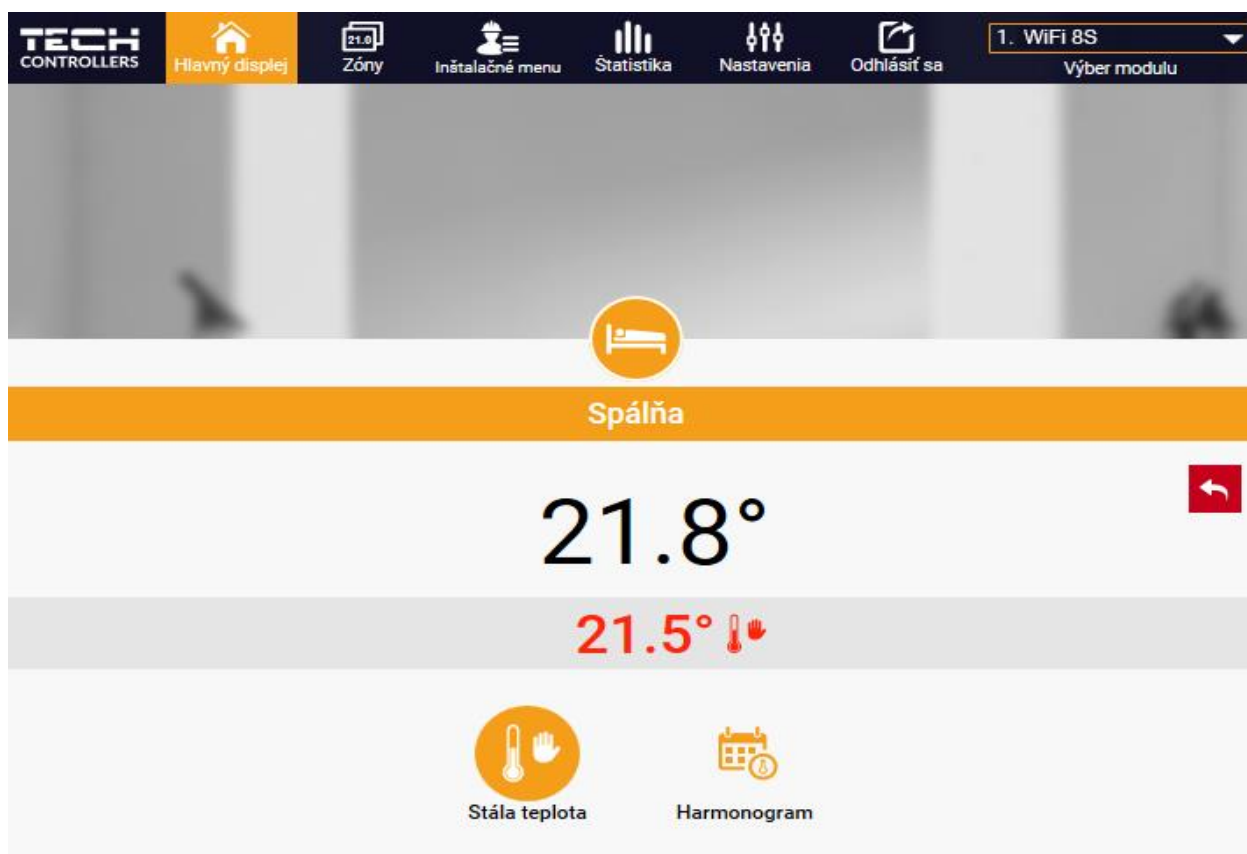 TECH
CONTROLLERS
Hlavný displej
21.0
Zóny
Inštalačné menu
Štatistika
Nastavenia
Odhlásiť sa
1. WiFi 8S
Výber modulu
Spálňa
21.8°
21.5°
Stála teplota
Harmonogram